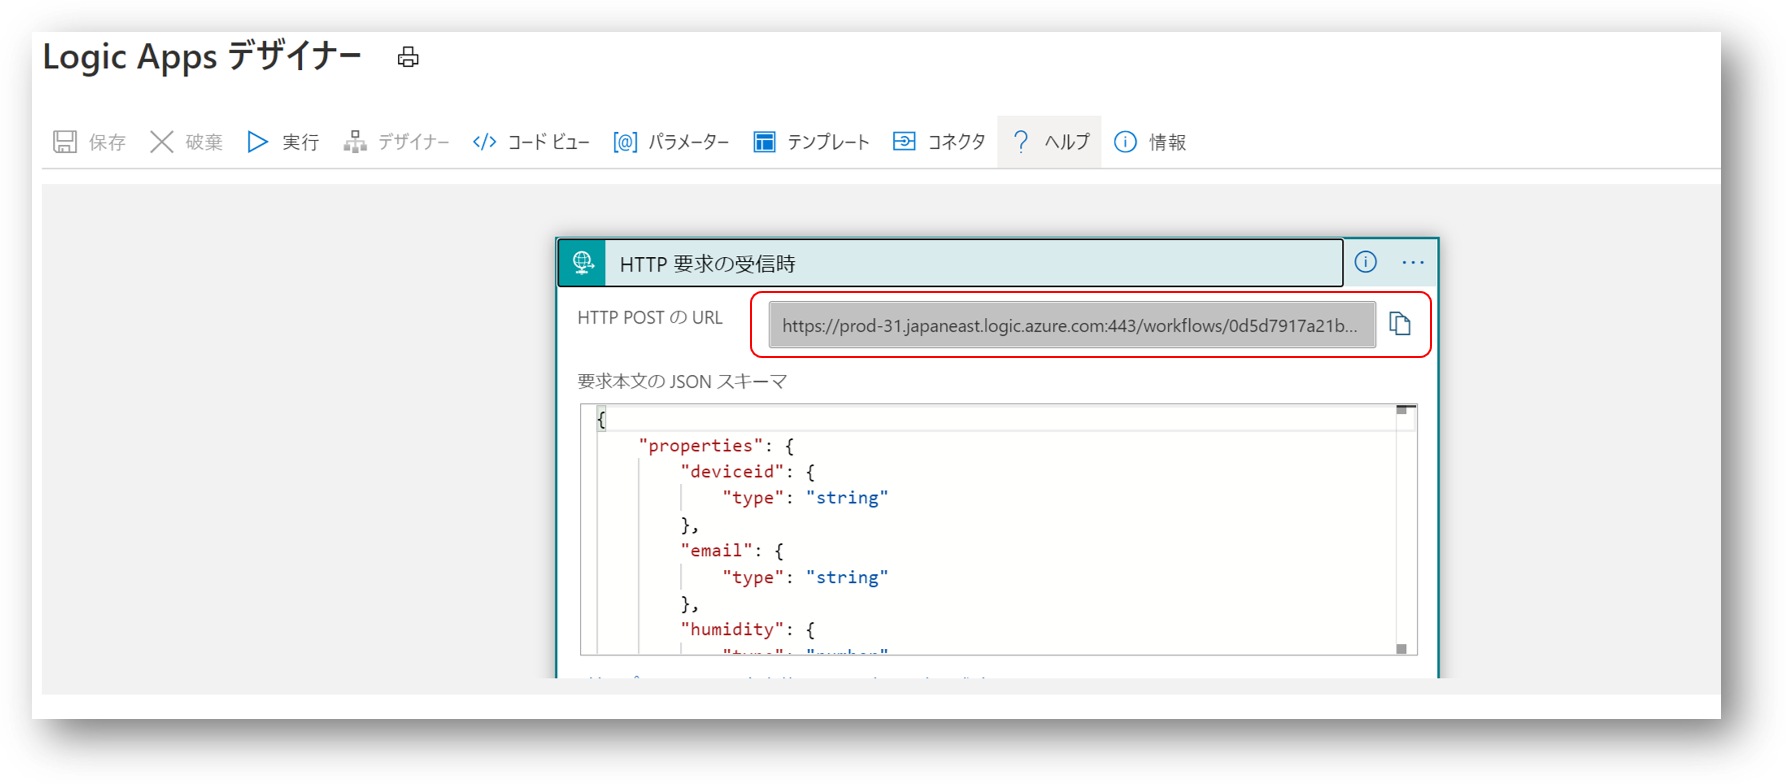 Logic Apps デザイナー
保存 破棄 実行 デザイナー </> コード ビュー [@] パラメーター テンプレート コネクタ ? ヘルプ 情報
HTTP 要求の受信時 ...
HTTP POST の URL https://prod-31.japaneast.logic.azure.com:443/workflows/0d5d7917a21b...
要求本文の JSON スキーマ
{
"properties": {
"deviceid": {
"type": "string"
},
"email": {
"type": "string"
},
"humidity": {
"type": "number"